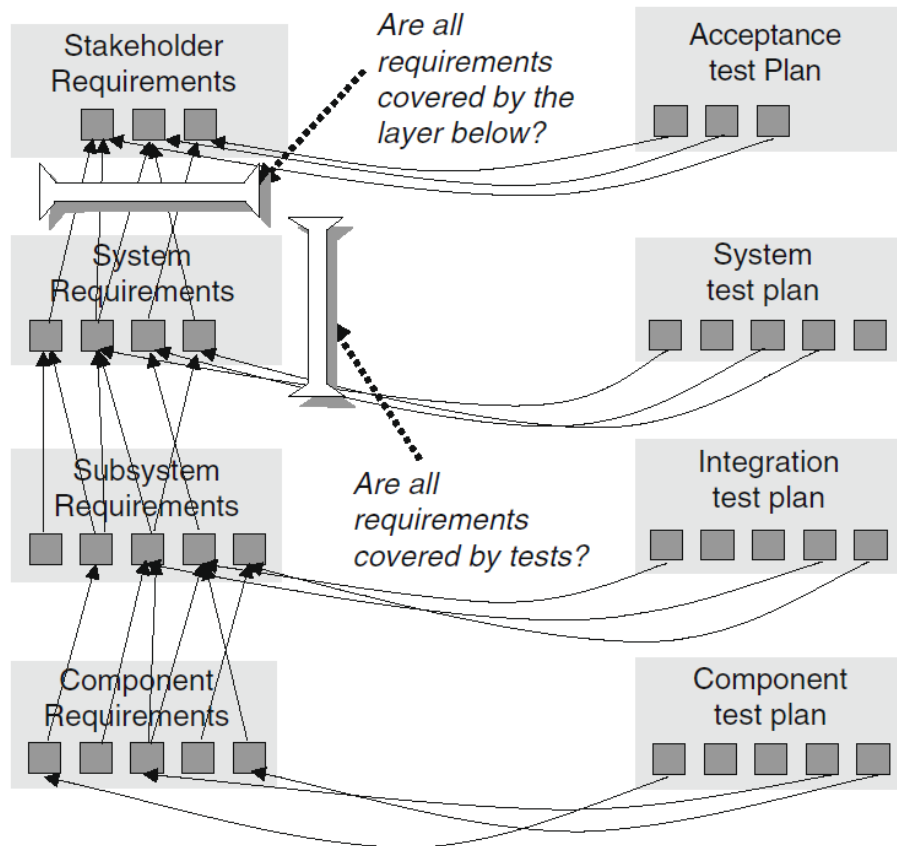 Stakeholder
Requirements
Are all
requirements
covered by the
layer below?
Acceptance
test Plan
System
Requirements
System
test plan
Subsystem
Requirements
Are all
requirements
covered by tests?
Integration
test plan
Component
Requirements
Component
test plan